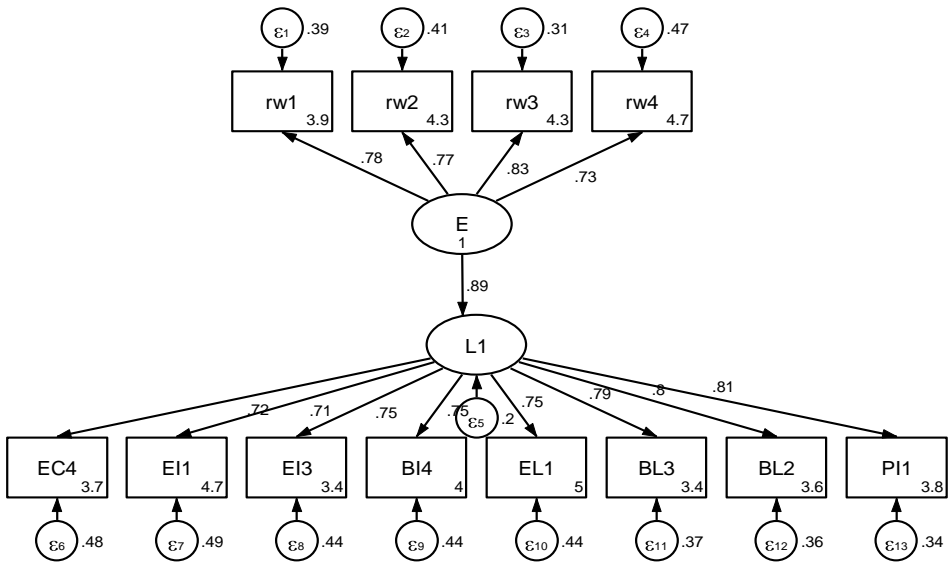 ε1 .39 ε2 .41 ε3 .31 ε4 .47
rw1 rw2 rw3 rw4
3.9 4.3 4.3 4.7
.78 .77 .83 .73
E
1
.89
L1
.72 .71 .75 .75 .75 .79 .8 .81
ε5 .2
EC4 EI1 EI3 BI4 EL1 BL3 BL2 PI1
3.7 4.7 3.4 4 5 3.4 3.6 3.8
ε6 .48 ε7 .49 ε8 .44 ε9 .44 ε10 .44 ε11 .37 ε12 .36 ε13 .34